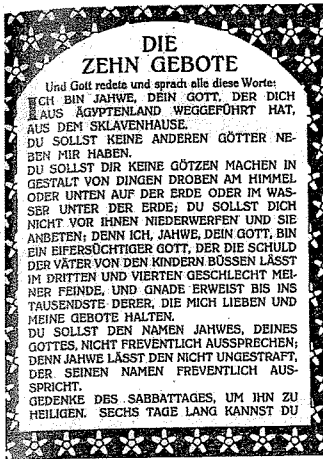 DIE
ZEHN GEBOTE
Und Gott redete und sprach alle diese Worte:
ICH BIN JAHWE, DEIN GOTT, DER DICH
AUS ÄGYPTENLAND WEGGEFÜHRT HAT,
AUS DEM SKLAVENHAUSE.
DU SOLLST KEINE ANDEREN GÖTTER NE-
BEN MIR HABEN.
DU SOLLST DIR KEINE GÖTZEN MACHEN IN
GESTALT VON DINGEN DROBEN AM HIMMEL
ODER UNTEN AUF DER ERDE ODER IM WAS-
SER UNTER DER ERDE; DU SOLLST DICH
NICHT VOR IHNEN NIEDERWERFEN UND SIE
ANBETEN; DENN ICH, JAHWE, DEIN GOTT, BIN
EIN EIFERSÜCHTIGER GOTT, DER DIE SCHULD
DER VÄTER VON DEN KINDERN BÜSSEN LÄSST
IM DRITTEN UND VIERTEN GESCHLECHT MEI-
NER FEINDE, UND GNADE ERWEIST BIS INS
TAUSENDSTE DERER, DIE MICH LIEBEN UND
MEINE GEBOTE HALTEN.
DU SOLLST DEN NAMEN JAHWES, DEINES
GOTTES, NICHT FREVENTLICH AUSSPRECHEN;
DENN JAHWE LÄSST DEN NICHT UNGESTRAFT,
DER SEINEN NAMEN FREVENTLICH AUS-
SPRICHT.
GEDENKE DES SABBATTAGES, UM IHN ZU
HEILIGEN. SECHS TAGE LANG KANNST DU